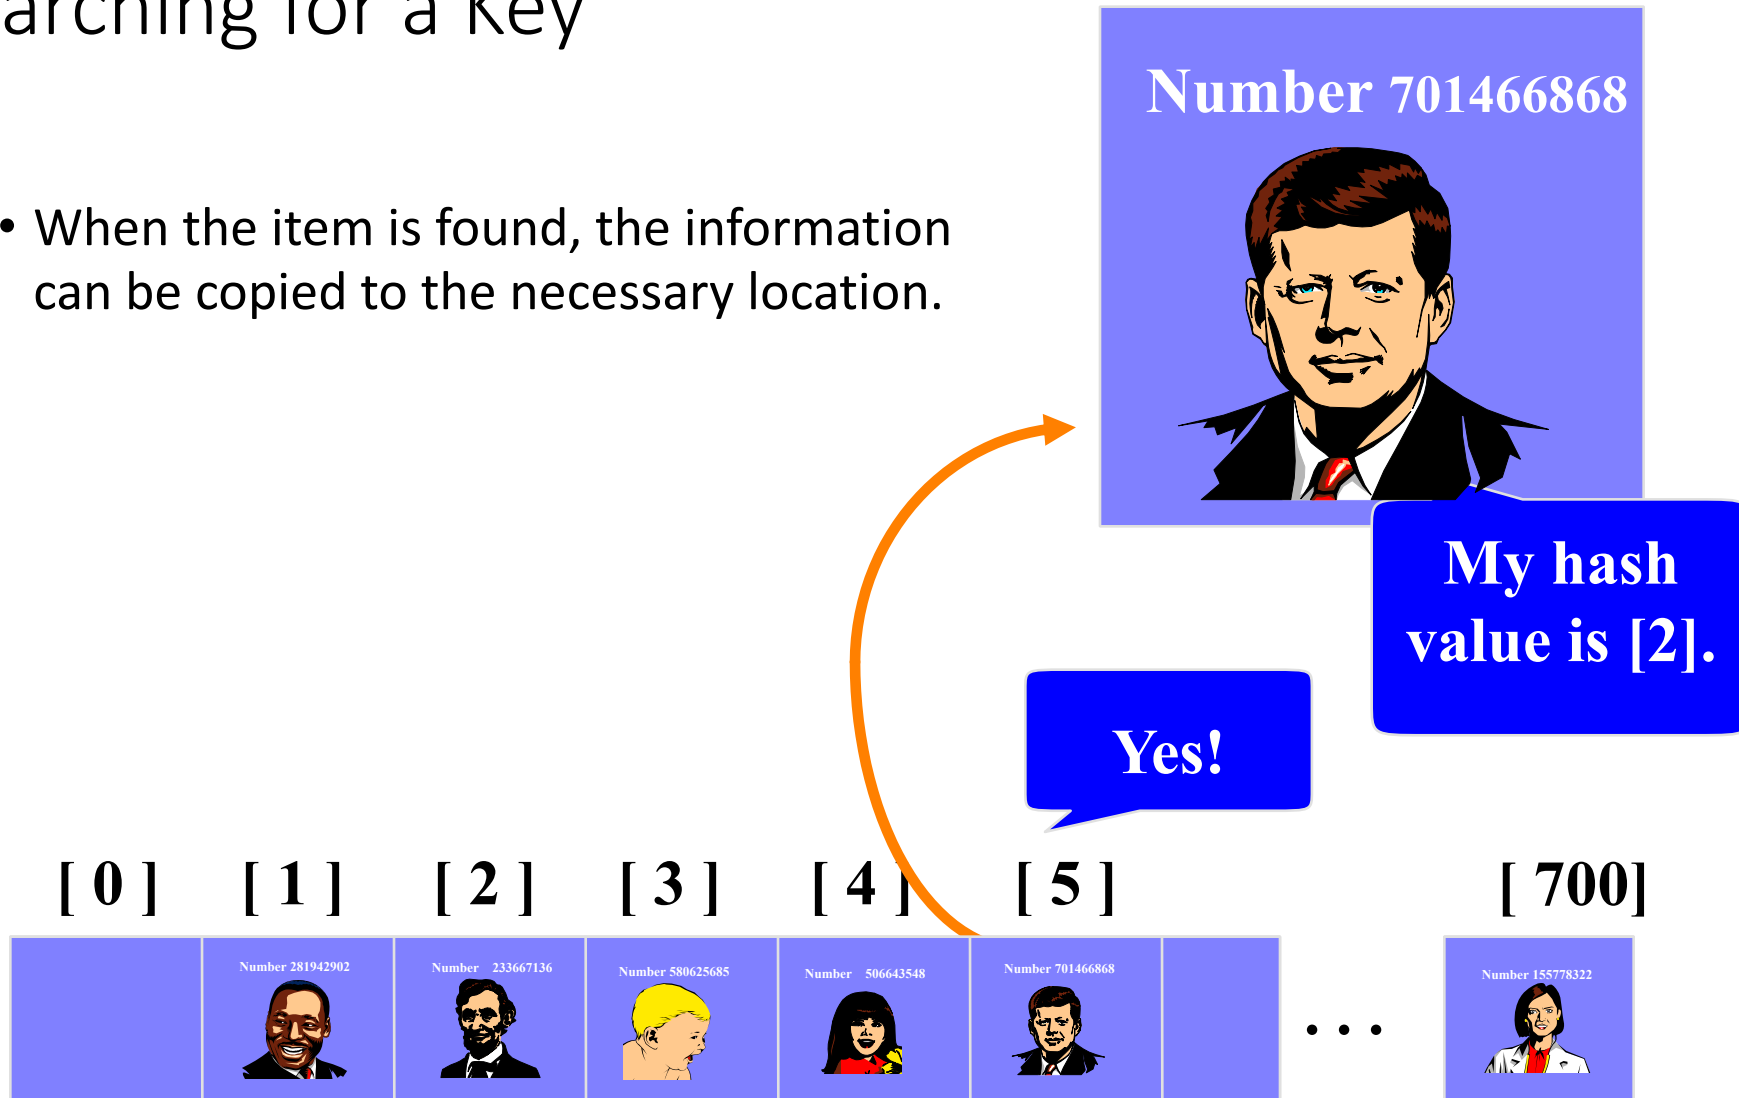 arching for a Key
Number 701466868
• When the item is found, the information
can be copied to the necessary location.
My hash
value is [2].
Yes!
[ 0 ] [ 1 ] [ 2 ] [ 3 ] [ 4 ] [ 5 ] [ 700]
Number 281942902 Number 233667136 Number 580625685 Number 506643548 Number 701466868 Number 155778322
. . .